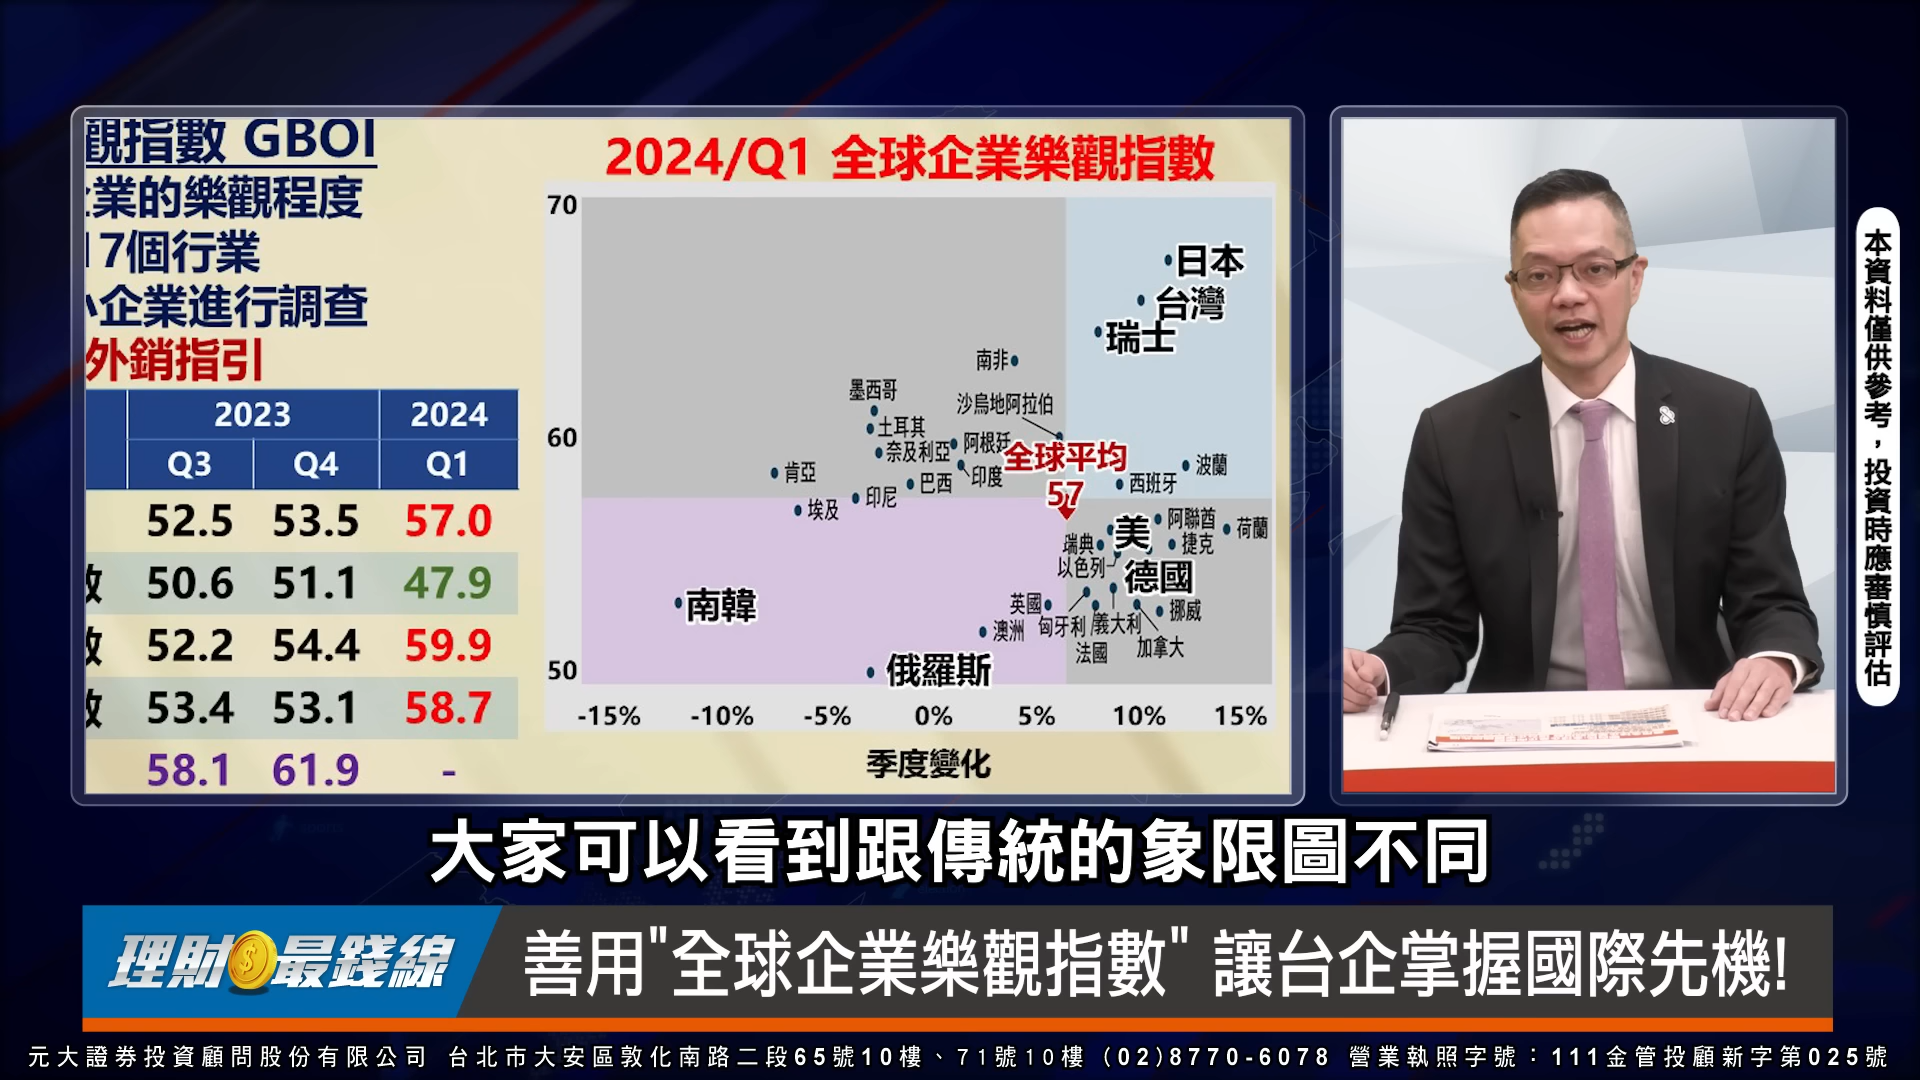 觀指數 GBOI
業的樂觀程度
17個行業
企業進行調查
外銷指引
2023 2024
Q3 Q4 Q1
52.5 53.5 57.0
50.6 51.1 47.9
52.2 54.4 59.9
53.4 53.1 58.7
58.1 61.9 -
2024/Q1 全球企業樂觀指數
70
60
50
日本
台灣
瑞士
南非
墨西哥
沙烏地阿拉伯
土耳其
奈及利亞
阿根廷
全球平均
57
肯亞
印度
巴西
印尼
埃及
波蘭
西班牙
阿聯酋
荷蘭
美
瑞典
捷克
以色列
德國
南韓
英國
挪威
澳洲
匈牙利
義大利
法國
加拿大
俄羅斯
-15% -10% -5% 0% 5% 10% 15%
季度變化
本資料僅供參考，投資時應審慎評估
大家可以看到跟傳統的象限圖不同
理財最錢線
善用"全球企業樂觀指數" 讓台企掌握國際先機!
元大證券投資顧問股份有限公司 台北市大安區敦化南路二段65號10樓、71號10樓 (02)8770-6078 營業執照字號：111金管投顧新字第025號